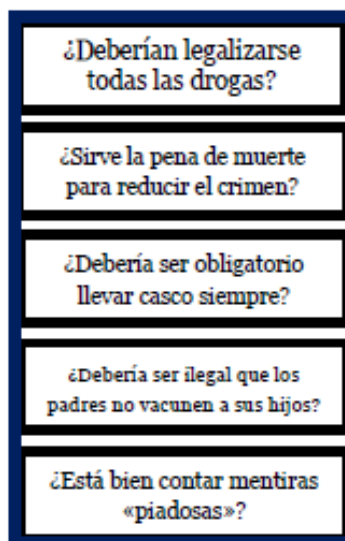 ¿Deberían legalizarse
todas las drogas?
¿Sirve la pena de muerte
para reducir el crimen?
¿Debería ser obligatorio
llevar casco siempre?
¿Debería ser ilegal que los
padres no vacunen a sus hijos?
¿Está bien contar mentiras
«piadosas»?